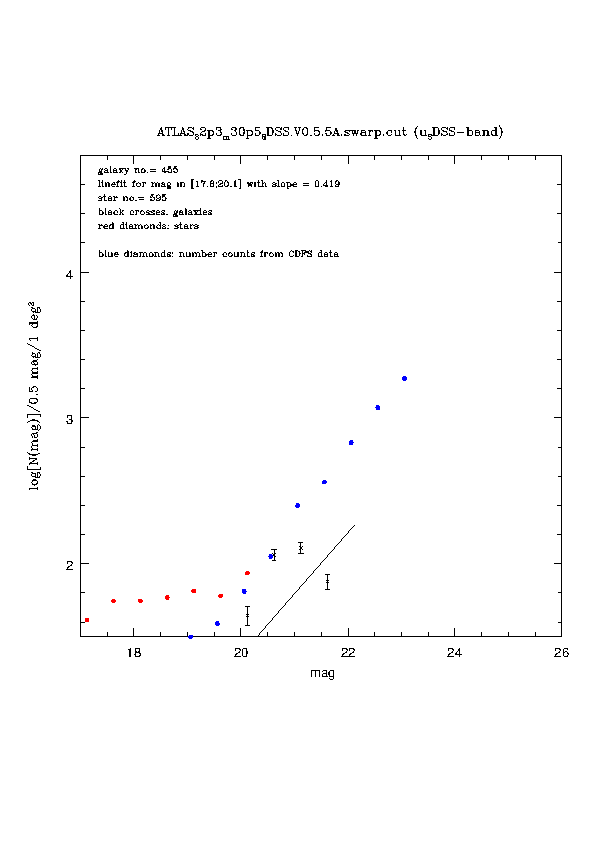 ATLAS_s2p3_m30p5_qDSS.V0.5.5A.swarp.cut (u_sDSS-band)
galaxy no.= 455
linefit for mag in [17.8;20.1] with slope = 0.419
star no.= 595
black crosses. galaxies
red diamonds: stars
blue diamonds: number counts from CDFS data
log[N(mag)]/0.5 mag/1 deg²
4
3
2
18 20 22 24 26
mag